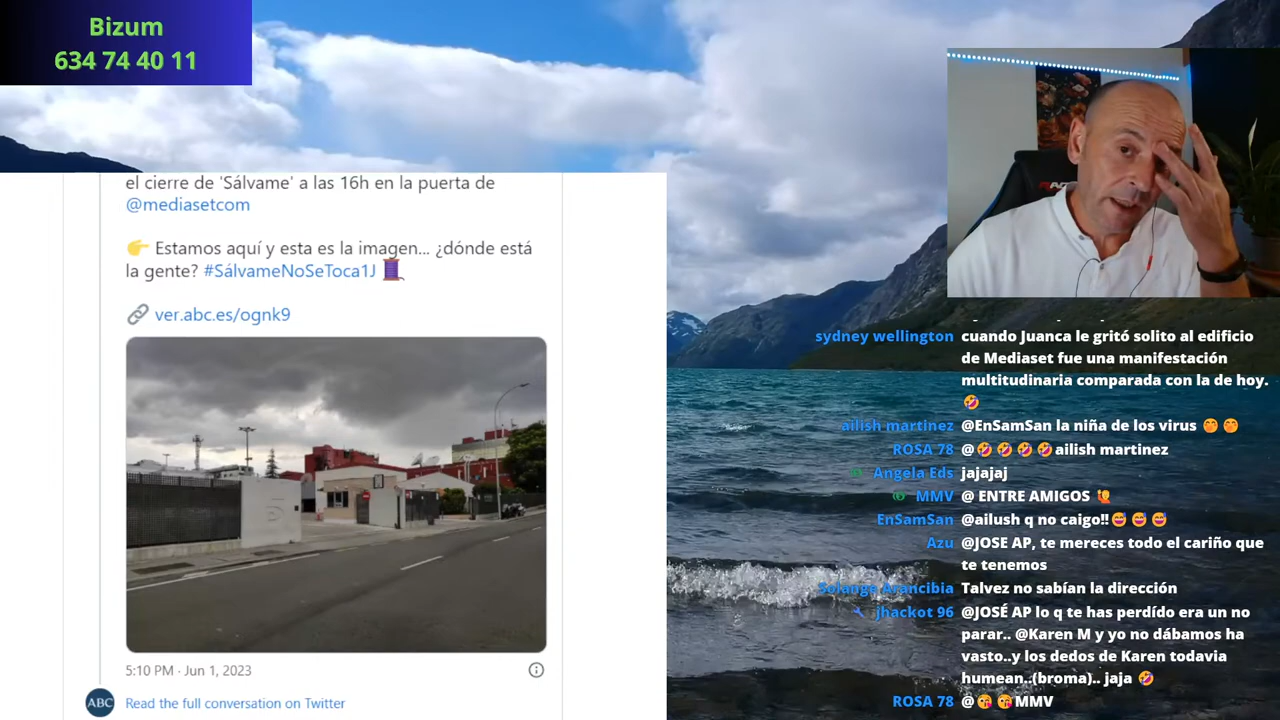 Bizum
634 74 40 11
el cierre de 'Sálvame' a las 16h en la puerta de
@mediasetcom
👉 Estamos aquí y esta es la imagen... ¿dónde está
la gente? #SálvameNoSeToca1J 🧵
🔗 ver.abc.es/ognk9
5:10 PM · Jun 1, 2023
ABC Read the full conversation on Twitter
sydney wellington cuando Juanca le gritó solito al edificio
de Mediaset fue una manifestación
multitudinaria comparada con la de hoy.
🤣
ailish martinez @EnSamSan la niña de los virus 🤭 🤭
ROSA 78 @🤣🤣🤣🤣ailish martinez
Angela Eds jajajaj
MMV @ ENTRE AMIGOS 🙋
EnSamSan @ailush q no caigo!!😅😅😅
Azu @JOSE AP, te mereces todo el cariño que
te tenemos
Solange Arancibia Talvez no sabían la dirección
jhackot 96 @JOSÉ AP lo q te has perdído era un no
parar.. @Karen M y yo no dábamos ha
vasto..y los dedos de Karen todavia
humean..(broma).. jaja 🤣
ROSA 78 @😘😘MMV